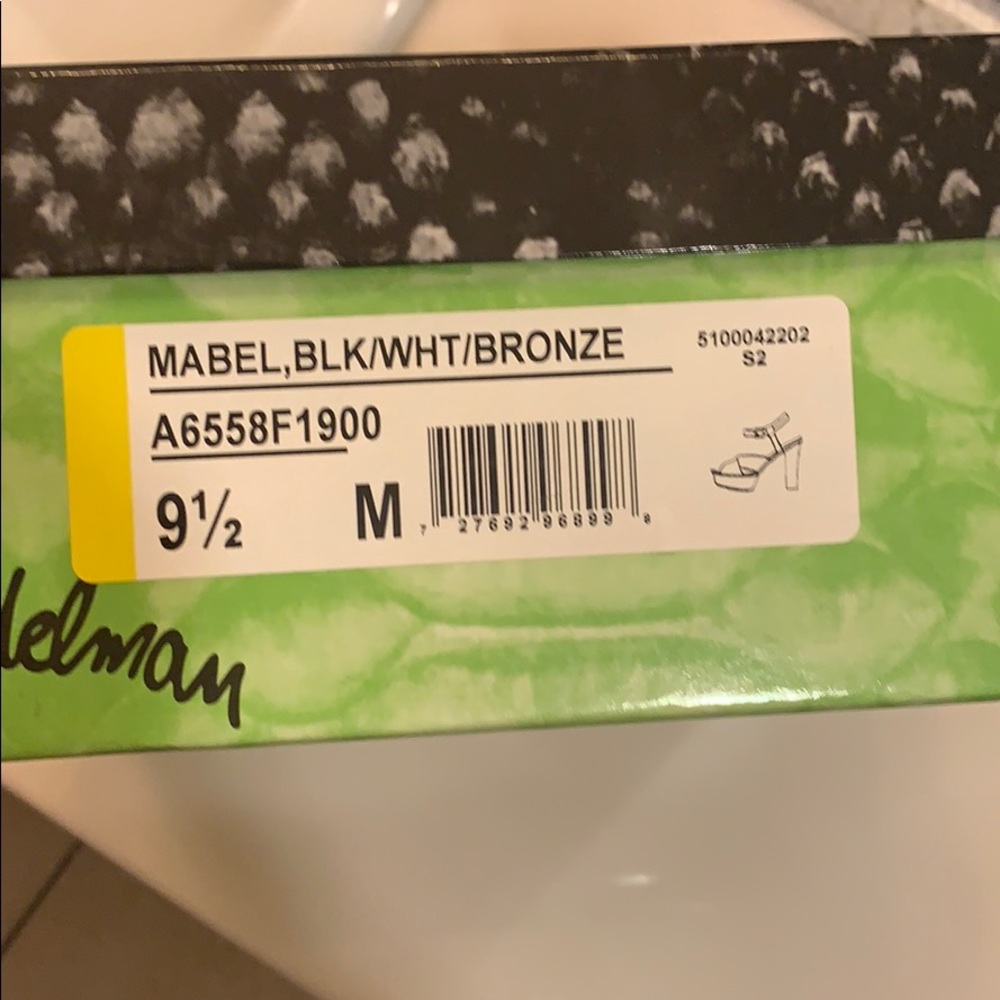 MABEL,BLK/WHT/BRONZE
5100042202
S2
A6558F1900
9½
M
7 27692 96899 8
delman